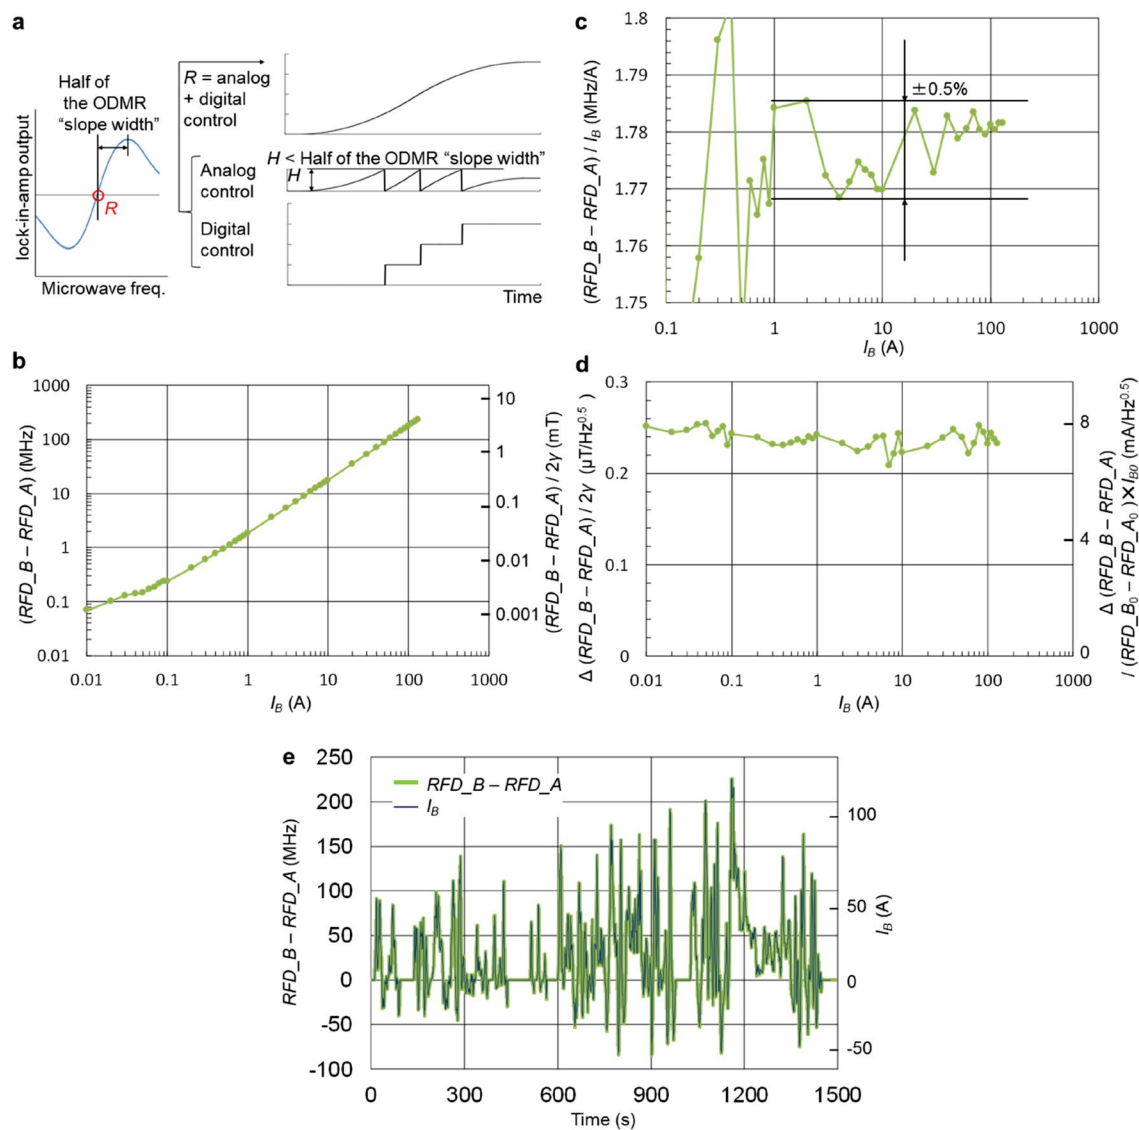 a
Half of
the ODMR
“slope width”
lock-in-amp output
R
Microwave freq.
R = analog
+ digital
control
Analog
control
Digital
control
H < Half of the ODMR “slope width”
H
Time
c
(RFD_B – RFD_A) / I_B (MHz/A)
1.8
1.79
1.78
1.77
1.76
1.75
±0.5%
0.1 1 10 100 1000
I_B (A)
b
(RFD_B – RFD_A) (MHz)
1000
100
10
1
0.1
0.01
10
1
0.1
0.01
0.001
(RFD_B – RFD_A) / 2γ (mT)
0.01 0.1 1 10 100 1000
I_B (A)
d
Δ (RFD_B – RFD_A) / 2γ (µT/Hz^0.5)
0.3
0.2
0.1
0
8
4
0
Δ (RFD_B – RFD_A)
/ ((RFD_B_0 – RFD_A_0)×I_B0 (mA/Hz^0.5)
0.01 0.1 1 10 100 1000
I_B (A)
e
RFD_B – RFD_A (MHz)
250
200
150
100
50
0
-50
-100
RFD_B – RFD_A
I_B
100
50
0
-50
I_B (A)
0 300 600 900 1200 1500
Time (s)